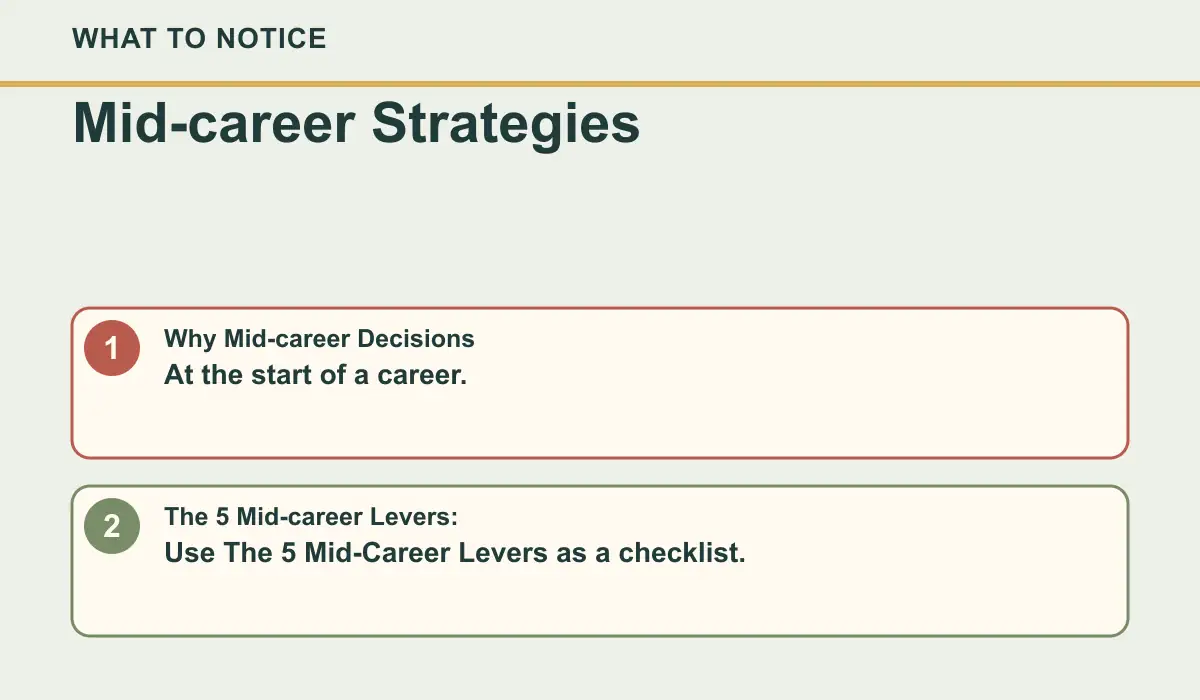 WHAT TO NOTICE
Mid-career Strategies
1
Why Mid-career Decisions
At the start of a career.
2
The 5 Mid-career Levers:
Use The 5 Mid-Career Levers as a checklist.